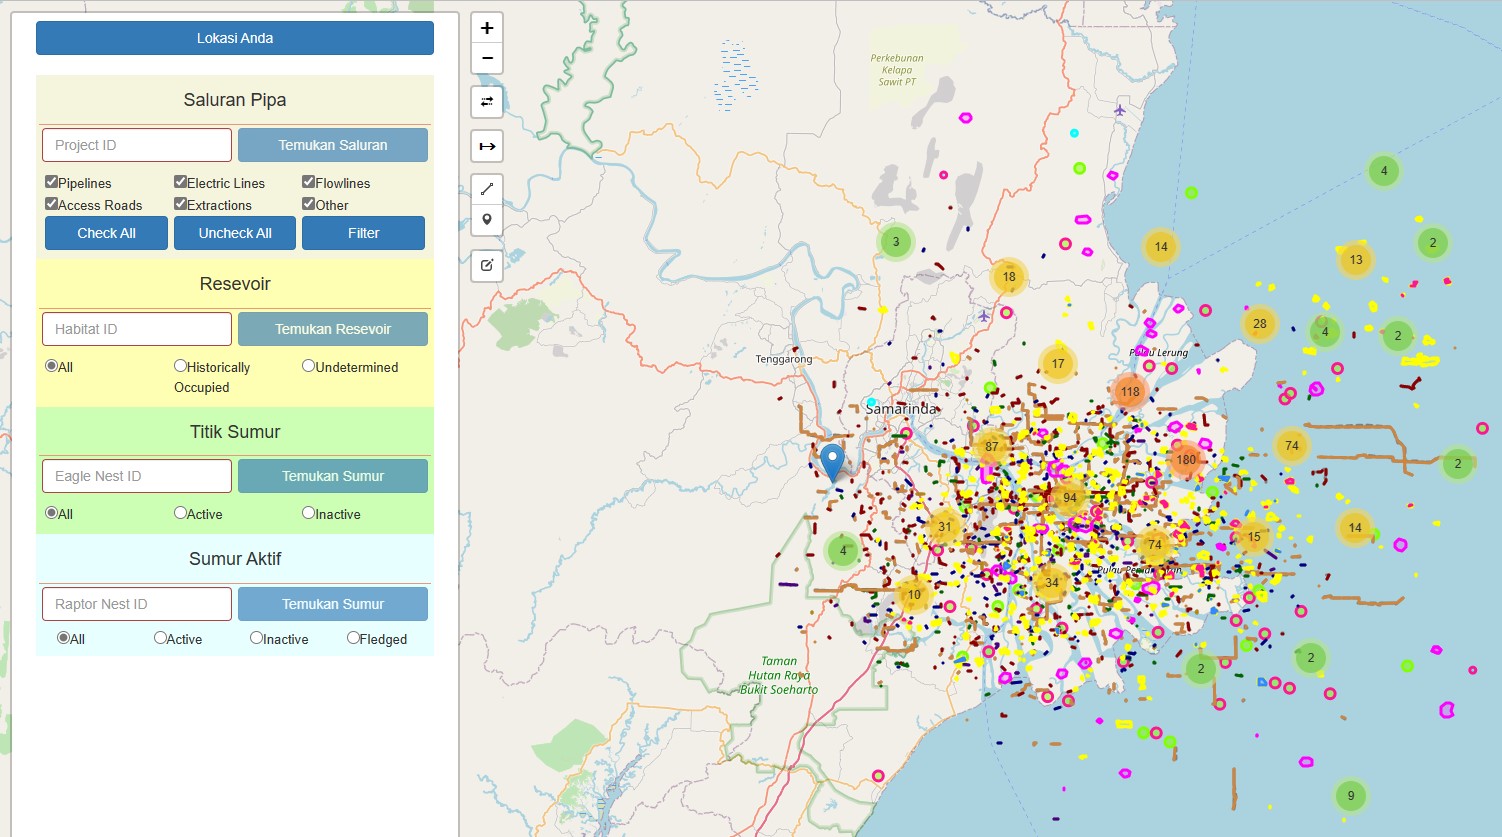 Lokasi Anda
Saluran Pipa
Project ID
Temukan Saluran
Pipelines
Electric Lines
Flowlines
Access Roads
Extractions
Other
Check All
Uncheck All
Filter
Resevoir
Habitat ID
Temukan Resevoir
All
Historically
Occupied
Undetermined
Titik Sumur
Eagle Nest ID
Temukan Sumur
All
Active
Inactive
Sumur Aktif
Raptor Nest ID
Temukan Sumur
All
Active
Inactive
Fledged
+
−
Perkebunan
Kelapa
Sawit PT
4
3
14
2
13
18
28
4
2
Pulau Lerung
Tenggarong
17
118
Samarinda
87
74
180
2
94
31
14
15
74
4
34
10
2
2
Taman
Hutan Raya
Bukit Soeharto
9